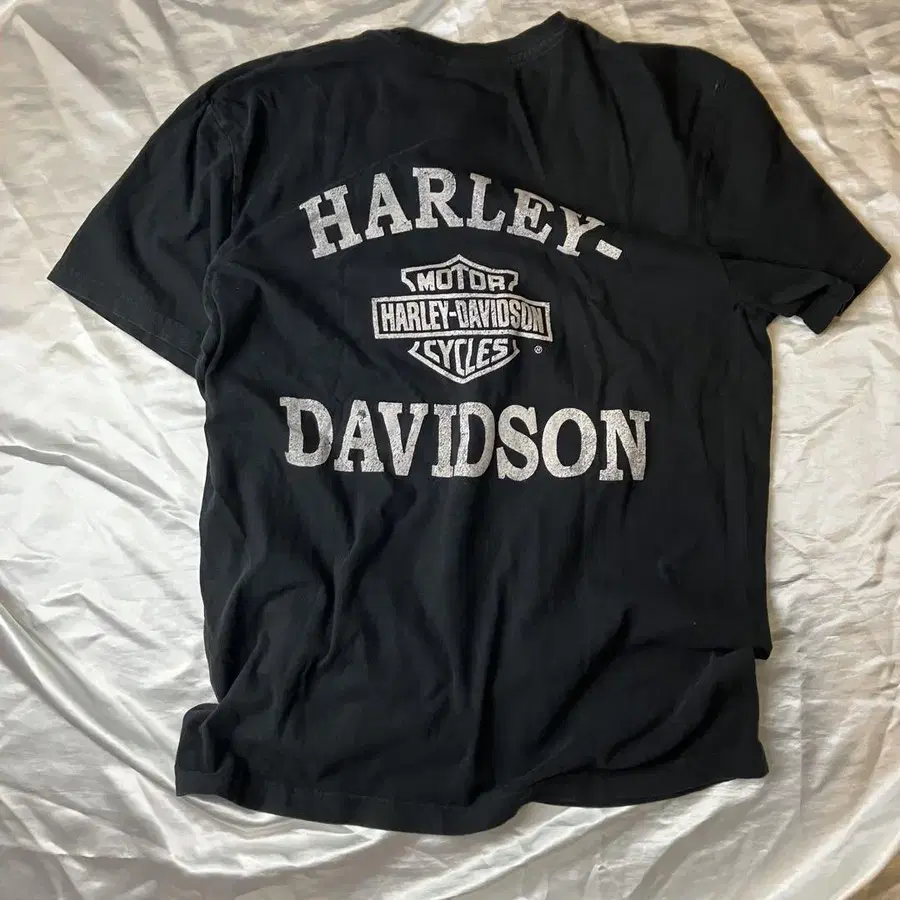 HARLEY-
MOTOR
HARLEY-DAVIDSON
CYCLES
®
DAVIDSON